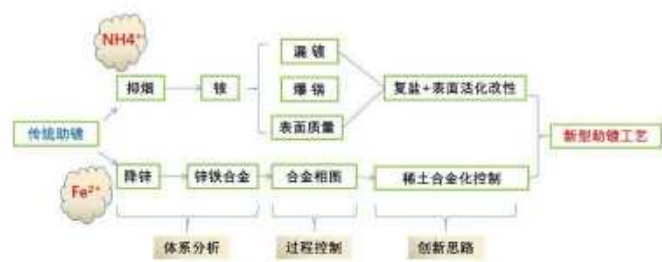 NH4⁺
漏镀
抑烟
铵
爆锅
复盐+表面活化改性
传统助镀
表面质量
新型助镀工艺
Fe²⁺
降锌
锌铁合金
合金相图
稀土合金化控制
体系分析
过程控制
创新思路